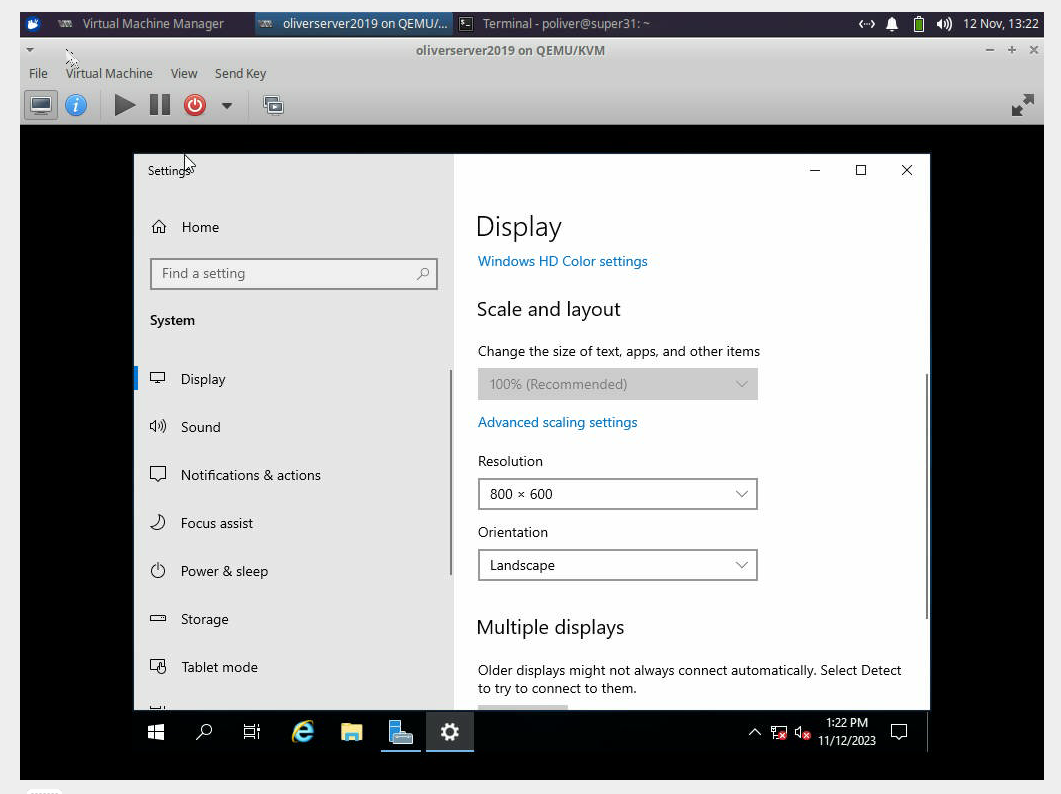 Virtual Machine Manager
oliverserver2019 on QEMU/...
Terminal - poliver@super31: ~
12 Nov, 13:22
oliverserver2019 on QEMU/KVM
File Virtual Machine View Send Key
Settings
Home
Find a setting
System
Display
Sound
Notifications & actions
Focus assist
Power & sleep
Storage
Tablet mode
Display
Windows HD Color settings
Scale and layout
Change the size of text, apps, and other items
100% (Recommended)
Advanced scaling settings
Resolution
800 × 600
Orientation
Landscape
Multiple displays
Older displays might not always connect automatically. Select Detect
to try to connect to them.
1:22 PM
11/12/2023